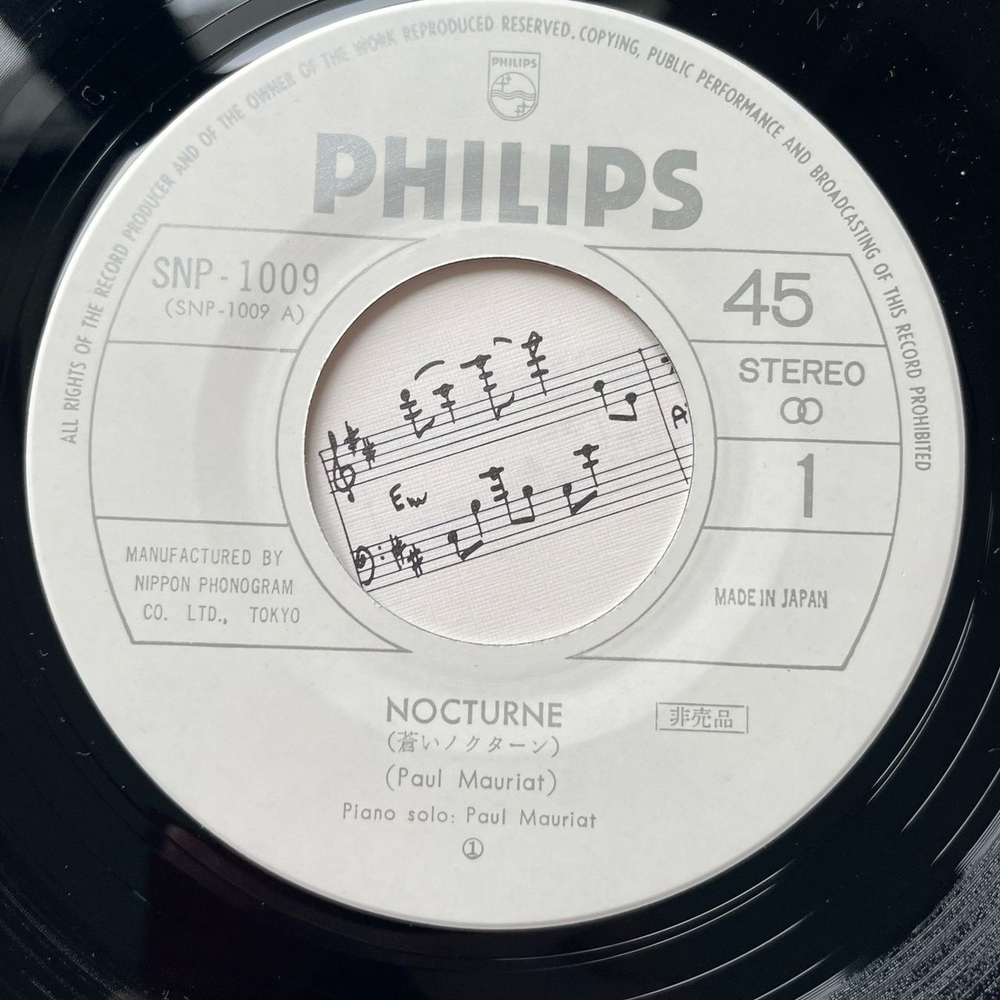 ALL RIGHTS OF THE RECORD PRODUCER AND OF THE OWNER OF THE WORK REPRODUCED RESERVED. COPYING, PUBLIC PERFORMANCE AND BROADCASTING OF THIS RECORD PROHIBITED
PHILIPS
PHILIPS
SNP-1009
(SNP-1009 A)
45
STEREO
1
Em
A
MANUFACTURED BY
NIPPON PHONOGRAM
CO. LTD., TOKYO
MADE IN JAPAN
NOCTURNE
(蒼いノクターン)
非売品
(Paul Mauriat)
Piano solo: Paul Mauriat
①